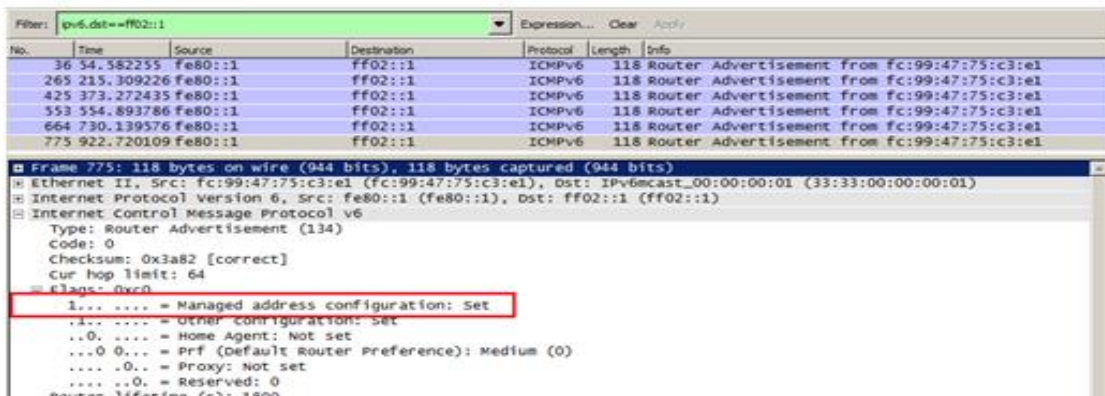 Filter: ipv6.dst==ff02::1 Expression... Clear Apply
No. Time Source Destination Protocol Length Info
36 54.582255 fe80::1 ff02::1 ICMPv6 118 Router Advertisement from fc:99:47:75:c3:e1
265 215.309226 fe80::1 ff02::1 ICMPv6 118 Router Advertisement from fc:99:47:75:c3:e1
425 373.272435 fe80::1 ff02::1 ICMPv6 118 Router Advertisement from fc:99:47:75:c3:e1
553 554.893786 fe80::1 ff02::1 ICMPv6 118 Router Advertisement from fc:99:47:75:c3:e1
664 730.139576 fe80::1 ff02::1 ICMPv6 118 Router Advertisement from fc:99:47:75:c3:e1
775 922.720109 fe80::1 ff02::1 ICMPv6 118 Router Advertisement from fc:99:47:75:c3:e1
Frame 775: 118 bytes on wire (944 bits), 118 bytes captured (944 bits)
Ethernet II, Src: fc:99:47:75:c3:e1 (fc:99:47:75:c3:e1), Dst: IPv6mcast_00:00:00:01 (33:33:00:00:00:01)
Internet Protocol Version 6, Src: fe80::1 (fe80::1), Dst: ff02::1 (ff02::1)
Internet Control Message Protocol v6
Type: Router Advertisement (134)
Code: 0
Checksum: 0x3a82 [correct]
Cur hop limit: 64
Flags: 0xc0
1... .... = Managed address configuration: Set
.1.. .... = Other configuration: Set
..0. .... = Home Agent: Not set
...0 0... = Prf (Default Router Preference): Medium (0)
.... .0.. = Proxy: Not set
.... ..0. = Reserved: 0
Router lifetime (s): 1800